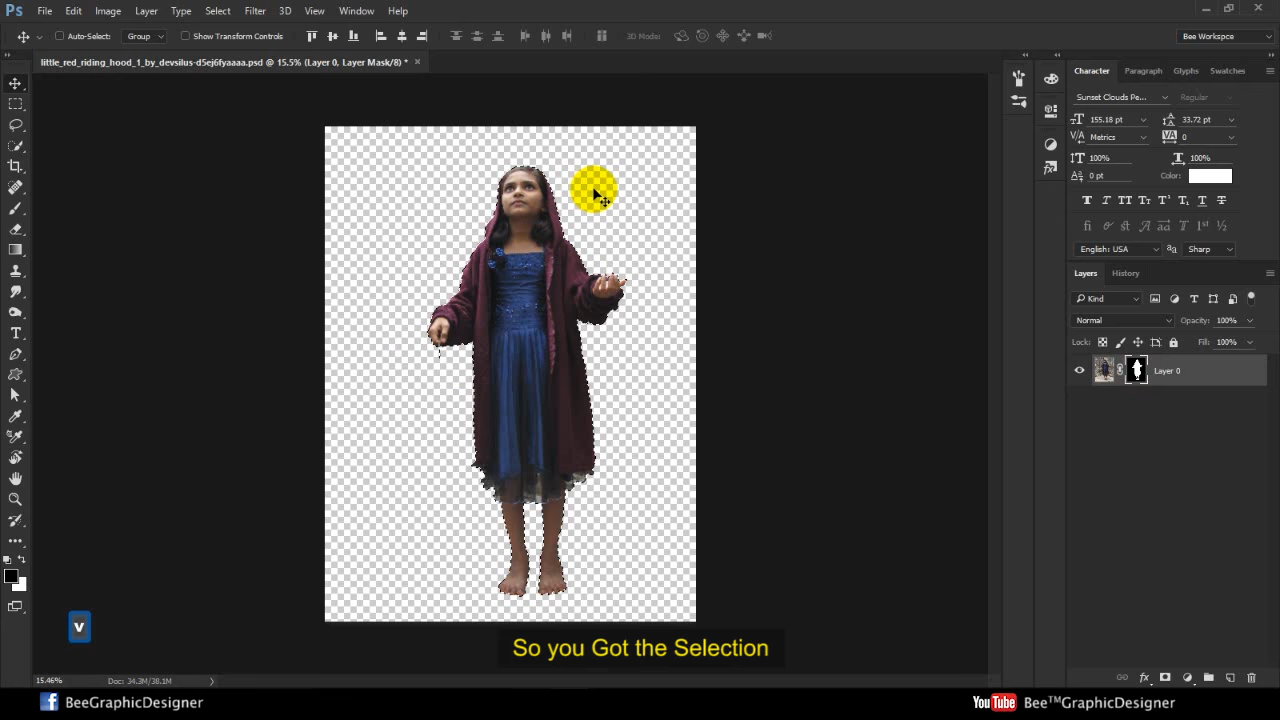 Ps File Edit Image Layer Type Select Filter 3D View Window Help
Auto-Select: Group Show Transform Controls 3D Mode: Bee Workspce
little_red_riding_hood_1_by_devsilus-d5ej6fyaaaa.psd @ 15.5% (Layer 0, Layer Mask/8) * ×
Character Paragraph Glyphs Swatches
Sunset Clouds Pe... Regular
155.18 pt 33.72 pt
Metrics 0
100% 100%
0 pt Color:
English: USA aa Sharp
Layers History
Kind
Normal Opacity: 100%
Lock: Fill: 100%
Layer 0
v
So you Got the Selection
15.46% Doc: 34.3M/38.1M
BeeGraphicDesigner
YouTube Bee™GraphicDesigner